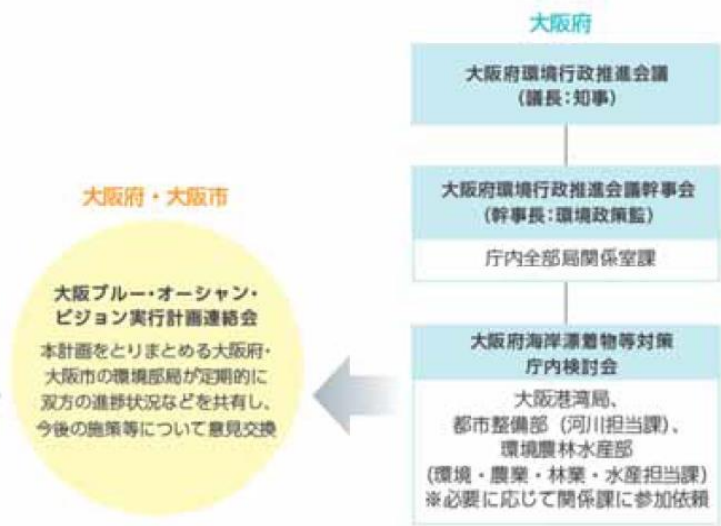 大阪府
大阪府環境行政推進会議
(議長:知事)
大阪府環境行政推進会議幹事会
(幹事長:環境政策監)
庁内全部局関係室課
大阪府海岸漂着物等対策
庁内検討会
大阪港湾局、
都市整備部（河川担当課）、
環境農林水産部
（環境・農業・林業・水産担当課）
※必要に応じて関係課に参加依頼
大阪府・大阪市
大阪ブルー・オーシャン・
ビジョン実行計画連絡会
本計画をとりまとめる大阪府・
大阪市の環境部局が定期的に
双方の進捗状況などを共有し、
今後の施策等について意見交換